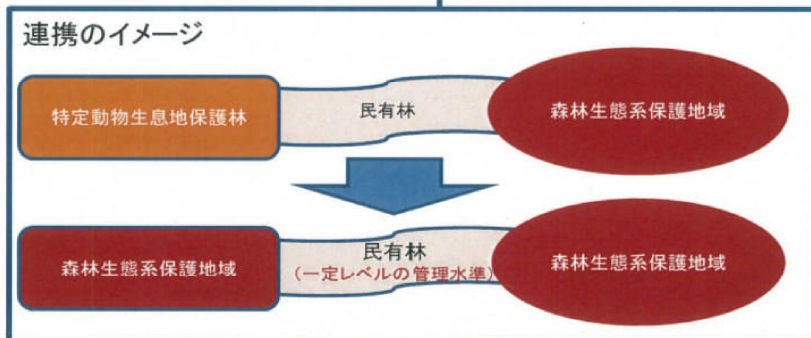 連携のイメージ
特定動物生息地保護林
民有林
森林生態系保護地域
森林生態系保護地域
民有林
(一定レベルの管理水準)
森林生態系保護地域